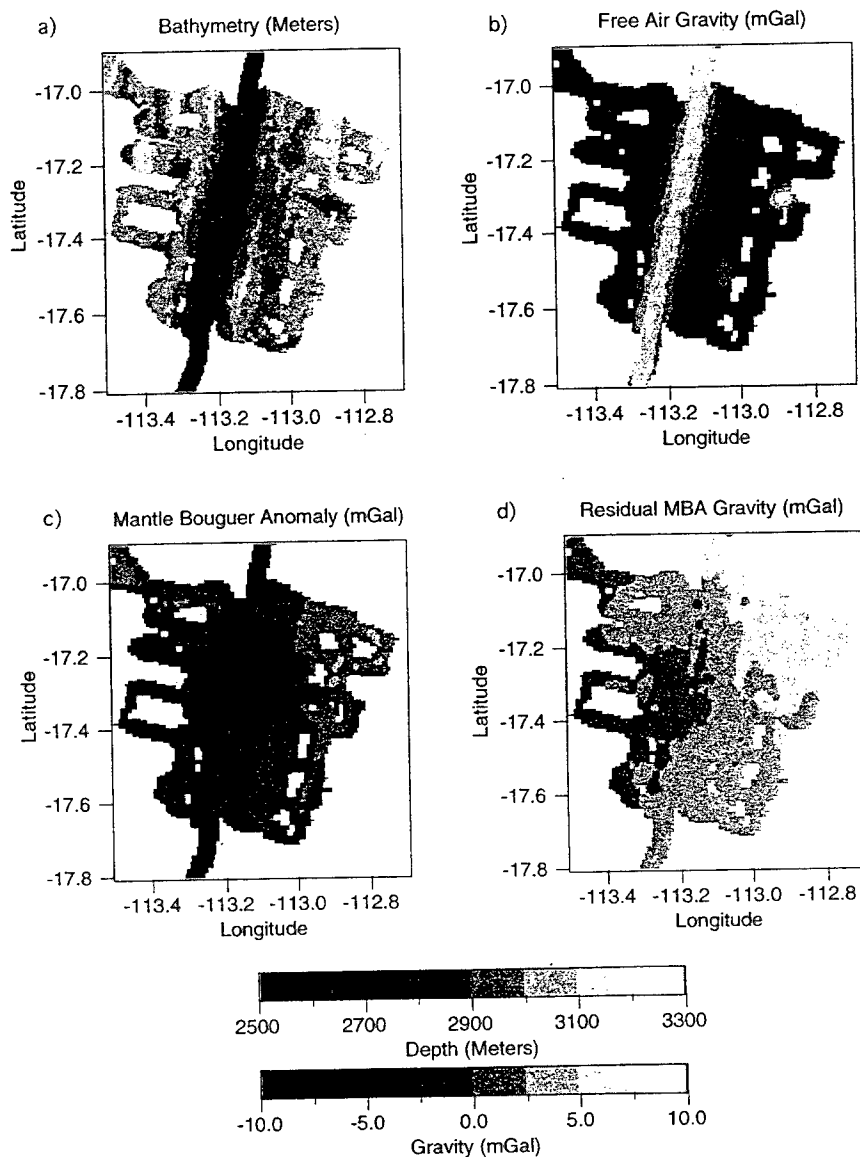 a) Bathymetry (Meters)
Latitude
-17.0
-17.2
-17.4
-17.6
-17.8
-113.4 -113.2 -113.0 -112.8
Longitude
b) Free Air Gravity (mGal)
Latitude
-17.0
-17.2
-17.4
-17.6
-17.8
-113.4 -113.2 -113.0 -112.8
Longitude
c) Mantle Bouguer Anomaly (mGal)
Latitude
-17.0
-17.2
-17.4
-17.6
-17.8
-113.4 -113.2 -113.0 -112.8
Longitude
d) Residual MBA Gravity (mGal)
Latitude
-17.0
-17.2
-17.4
-17.6
-17.8
-113.4 -113.2 -113.0 -112.8
Longitude
2500 2700 2900 3100 3300
Depth (Meters)
-10.0 -5.0 0.0 5.0 10.0
Gravity (mGal)